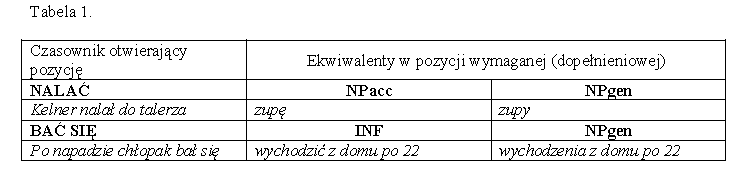 Tabela 1.
Czasownik otwierający pozycję Ekwiwalenty w pozycji wymaganej (dopełnieniowej)
NALAĆ NPacc NPgen
Kelner nalał do talerza zupę zupy
BAĆ SIĘ INF NPgen
Po napadzie chłopak bał się wychodzić z domu po 22 wychodzenia z domu po 22